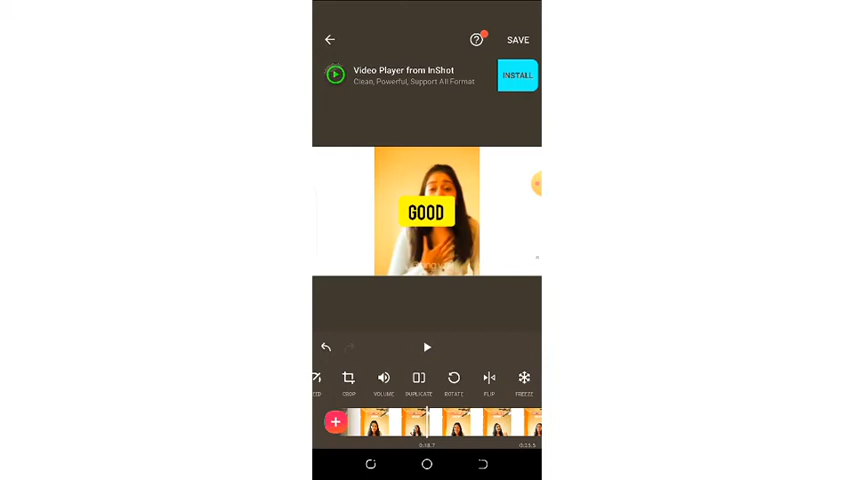 SAVE
Video Player from InShot
Clean, Powerful, Support All Format
INSTALL
GOOD
CROP
VOLUME
DUPLICATE
ROTATE
FLIP
FREEZE